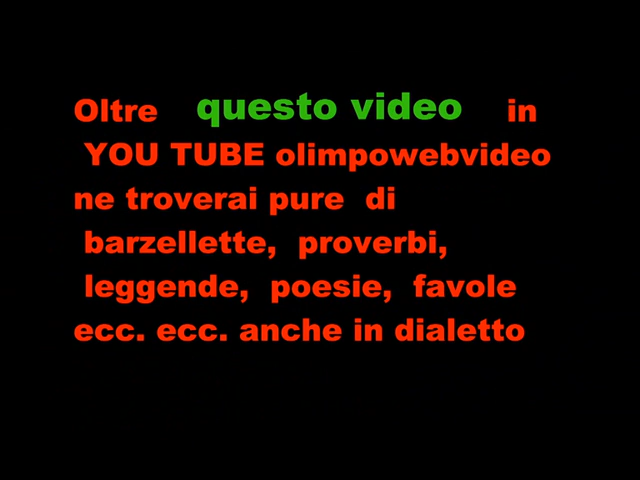 Oltre questo video in
YOU TUBE olimpowebvideo
ne troverai pure di
barzellette, proverbi,
leggende, poesie, favole
ecc. ecc. anche in dialetto